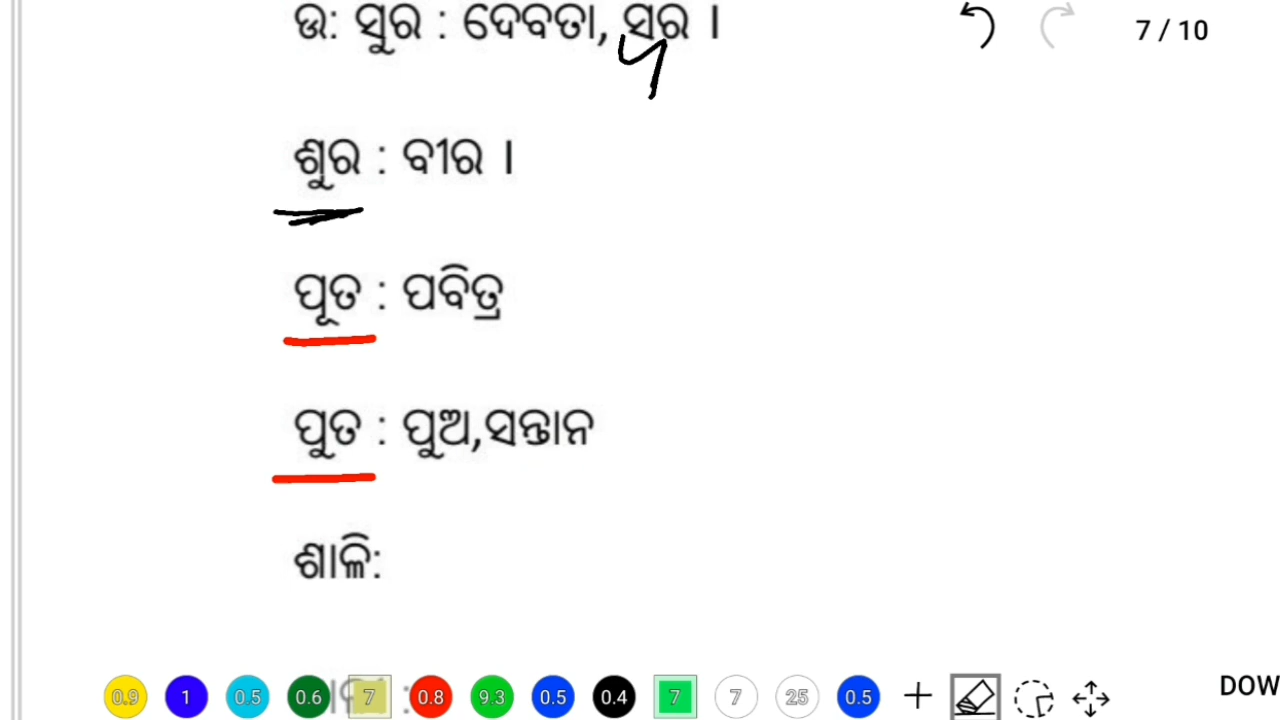 ଉ: ସୁର : ଦେବତା, ସ୍ୱର ।
7 / 10
ଶୁର : ବୀର ।
ପୂତ : ପବିତ୍ର
ପୁତ : ପୁଅ,ସନ୍ତାନ
ଶାଳି:
DOW
0.9 1 0.5 0.6 7 0.8 9.3 0.5 0.4 7 7 25 0.5